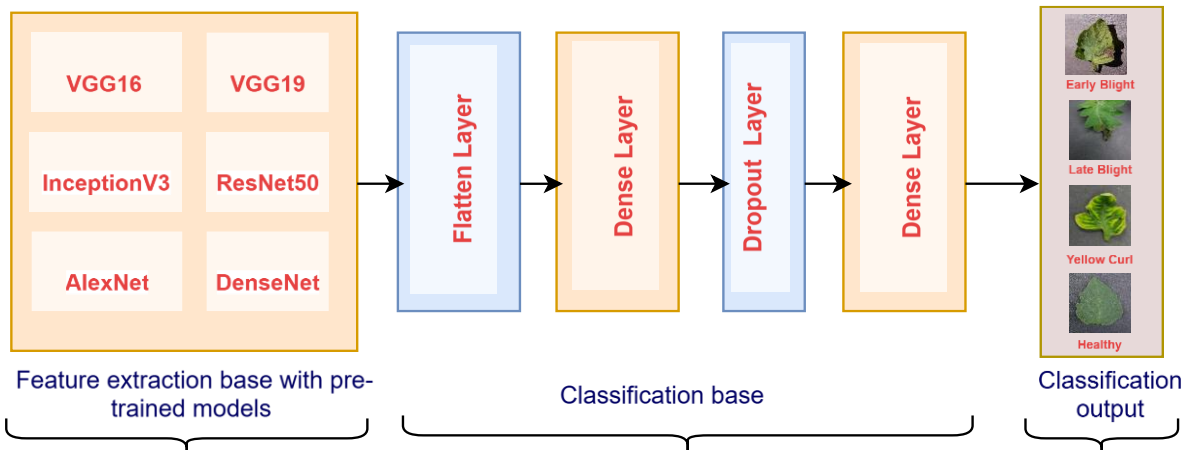 VGG16
VGG19
InceptionV3
ResNet50
AlexNet
DenseNet
Flatten Layer
Dense Layer
Dropout Layer
Dense Layer
Early Blight
Late Blight
Yellow Curl
Healthy
Feature extraction base with pre-
trained models
Classification base
Classification
output